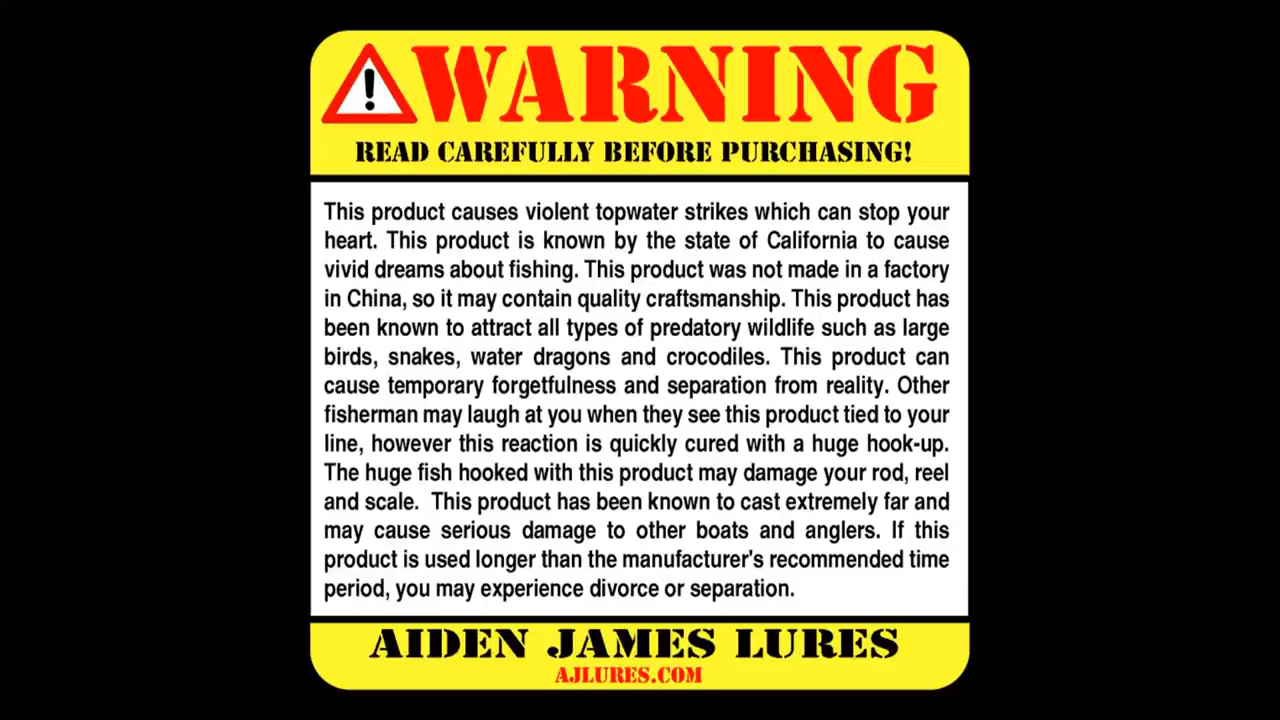 WARNING
READ CAREFULLY BEFORE PURCHASING!
This product causes violent topwater strikes which can stop your
heart. This product is known by the state of California to cause
vivid dreams about fishing. This product was not made in a factory
in China, so it may contain quality craftsmanship. This product has
been known to attract all types of predatory wildlife such as large
birds, snakes, water dragons and crocodiles. This product can
cause temporary forgetfulness and separation from reality. Other
fisherman may laugh at you when they see this product tied to your
line, however this reaction is quickly cured with a huge hook-up.
The huge fish hooked with this product may damage your rod, reel
and scale. This product has been known to cast extremely far and
may cause serious damage to other boats and anglers. If this
product is used longer than the manufacturer's recommended time
period, you may experience divorce or separation.
AIDEN JAMES LURES
AJLURES.COM